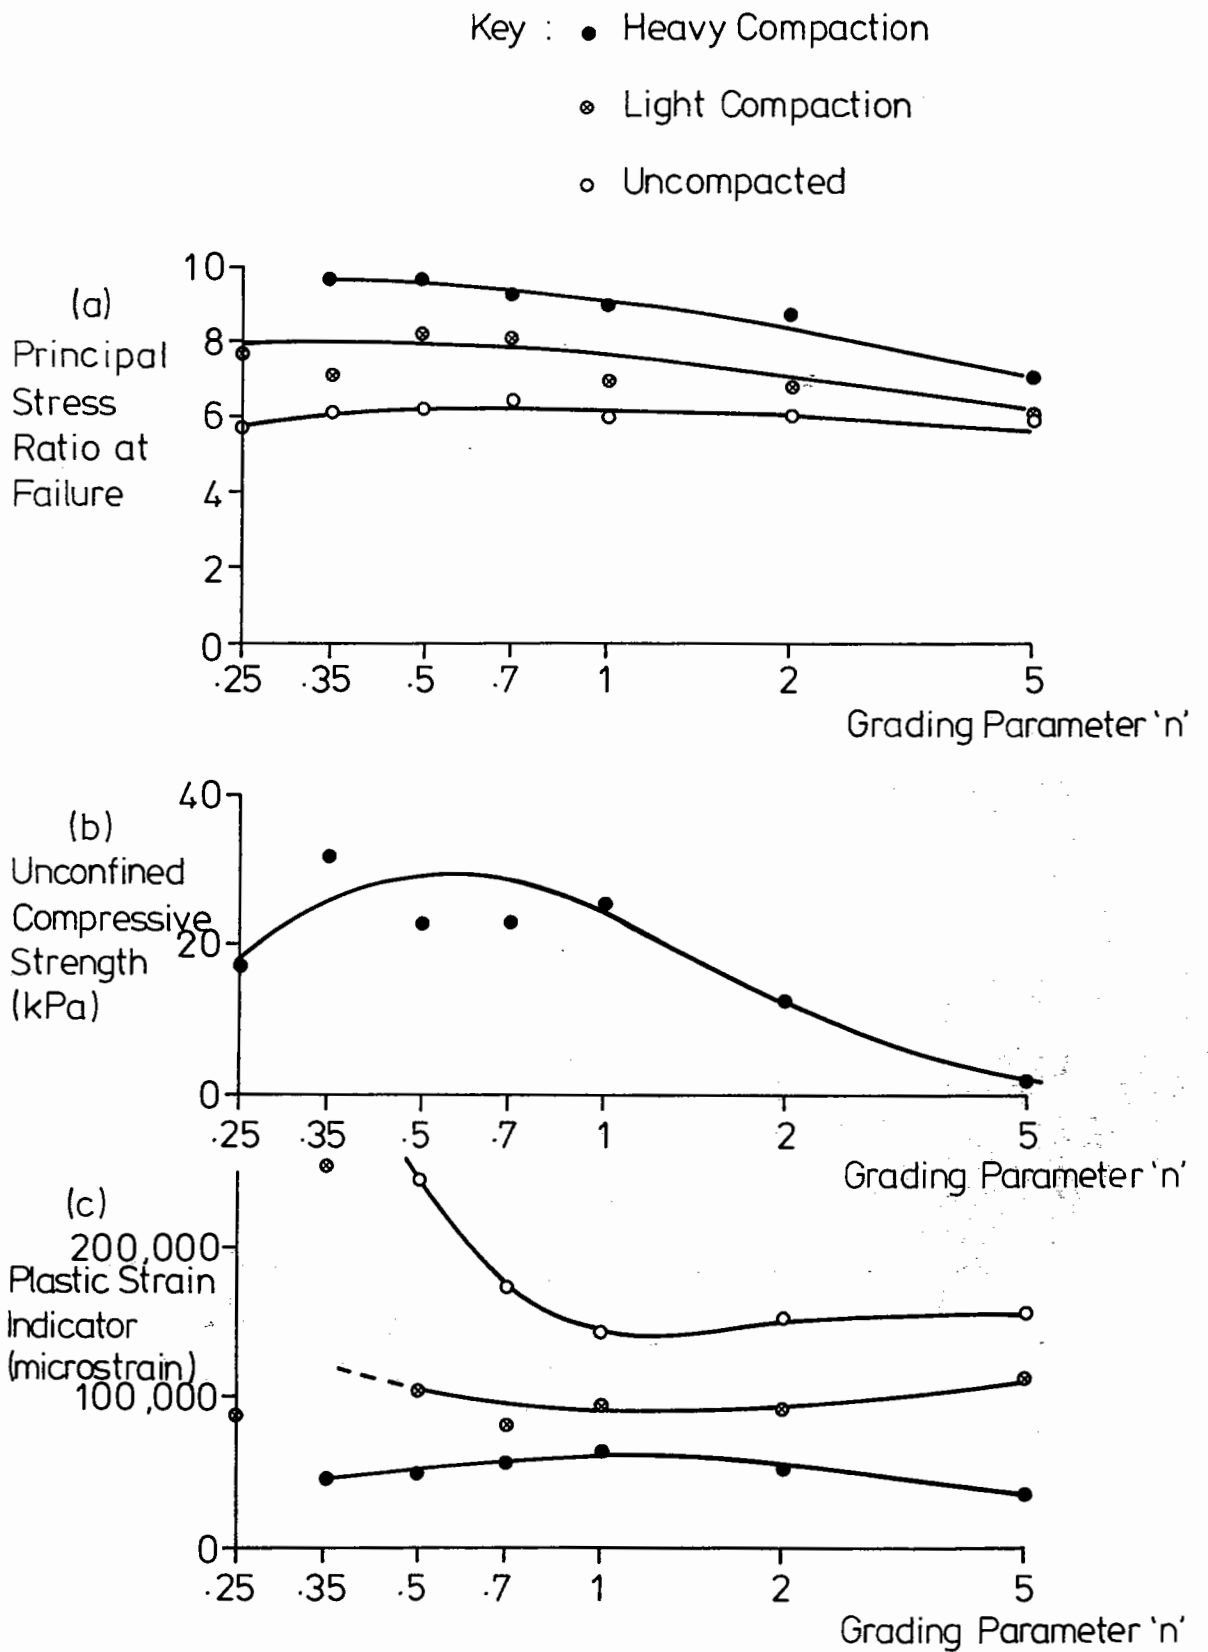 Key : ● Heavy Compaction
⊗ Light Compaction
○ Uncompacted
(a)
Principal
Stress
Ratio at
Failure
10
8
6
4
2
0
.25 .35 .5 .7 1 2 5
Grading Parameter 'n'
(b)
Unconfined
Compressive
Strength
(kPa)
40
20
0
.25 .35 .5 .7 1 2 5
Grading Parameter 'n'
(c)
Plastic Strain
Indicator
(microstrain)
200,000
100,000
0
.25 .35 .5 .7 1 2 5
Grading Parameter 'n'